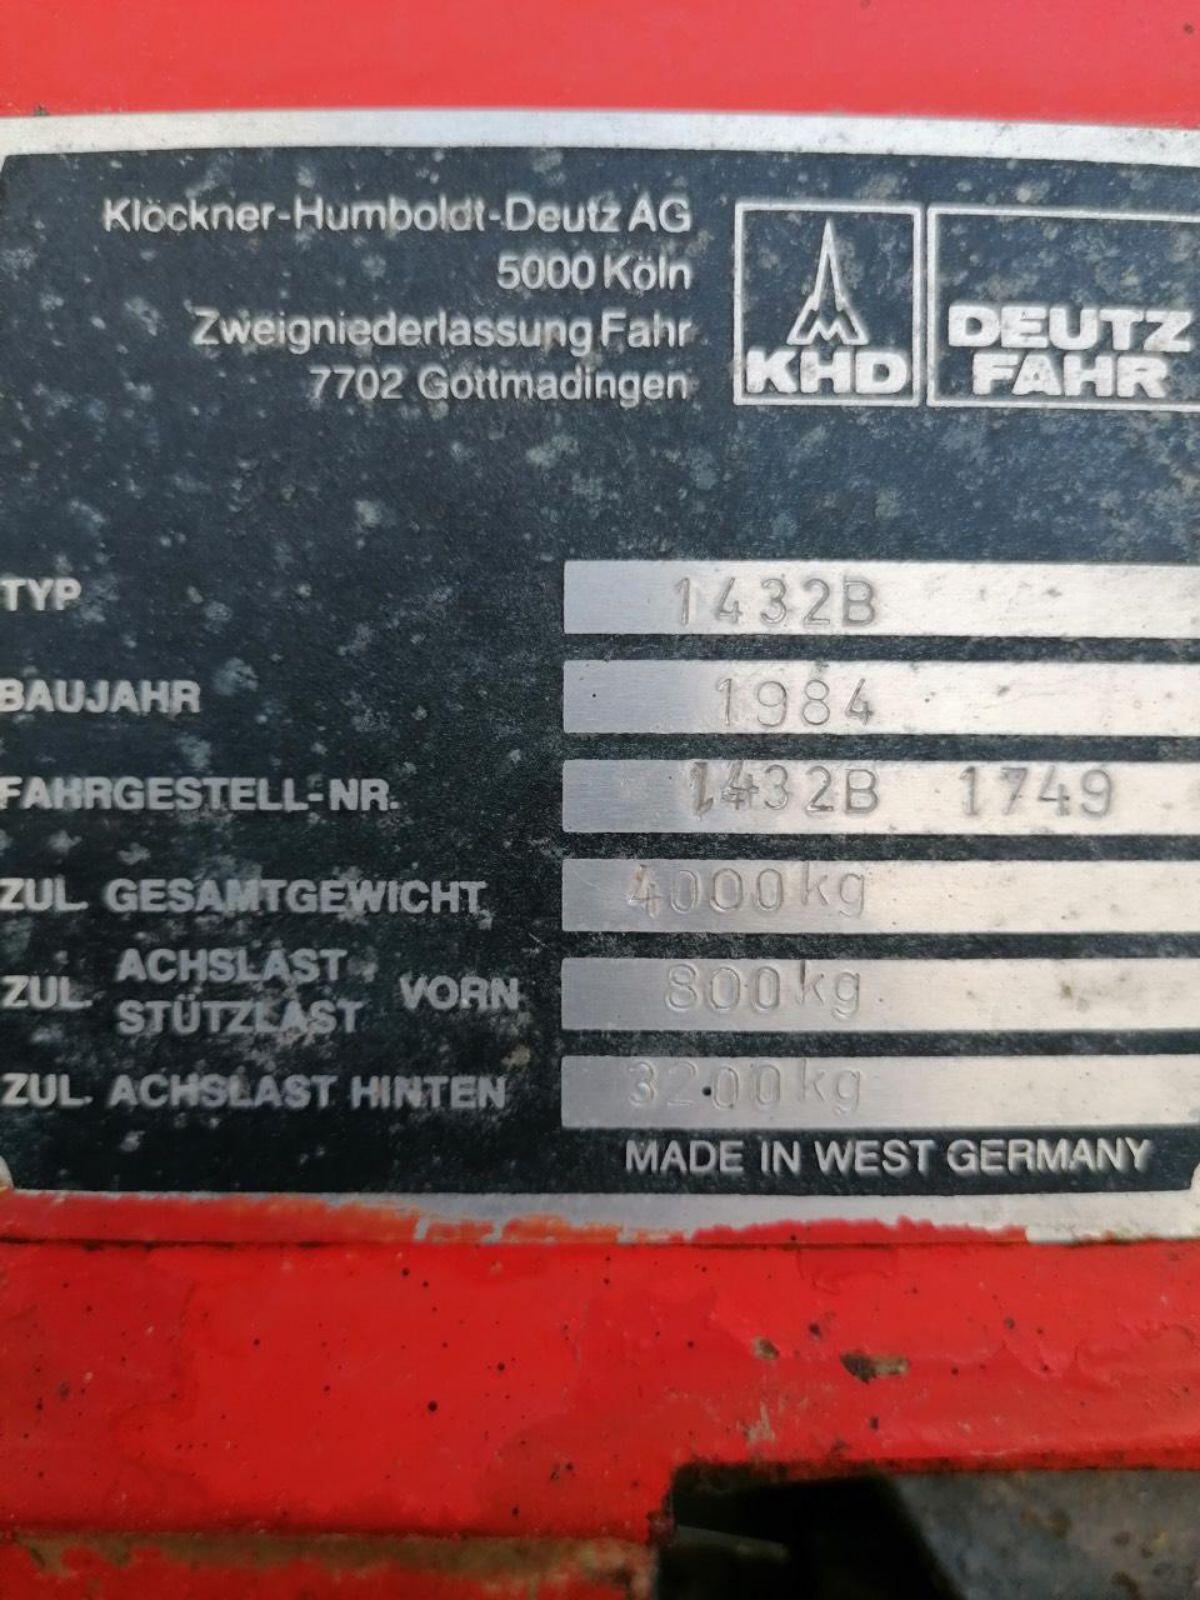 Klöckner-Humboldt-Deutz AG
5000 Köln
Zweigniederlassung Fahr
7702 Gottmadingen
KHD
DEUTZ
FAHR
TYP 1432B
BAUJAHR 1984
FAHRGESTELL-NR. 1432B 1749
ZUL. GESAMTGEWICHT 4000kg
ZUL. ACHSLAST STÜTZLAST VORN 800kg
ZUL. ACHSLAST HINTEN 3200kg
MADE IN WEST GERMANY